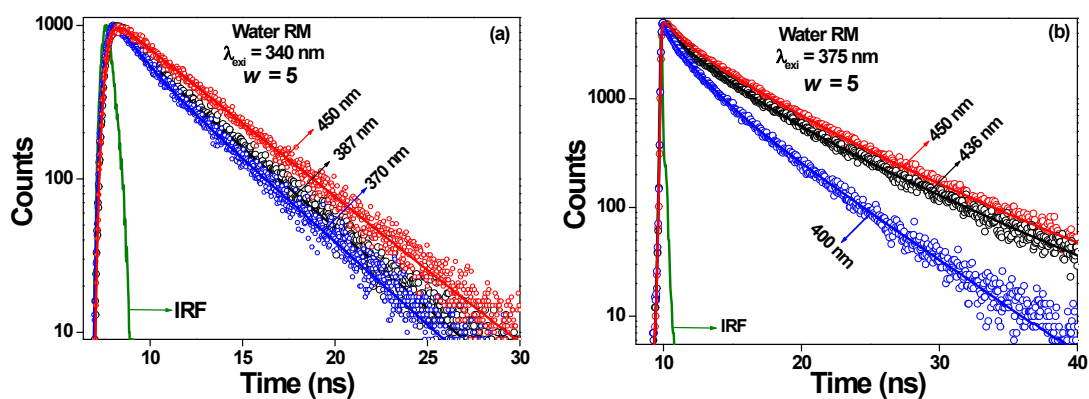 1000
100
10
Counts
Water RM
λexi = 340 nm
w = 5
(a)
450 nm
387 nm
370 nm
IRF
10 15 20 25 30
Time (ns)
1000
100
10
Counts
Water RM
λexi = 375 nm
w = 5
(b)
450 nm
436 nm
400 nm
IRF
10 20 30 40
Time (ns)